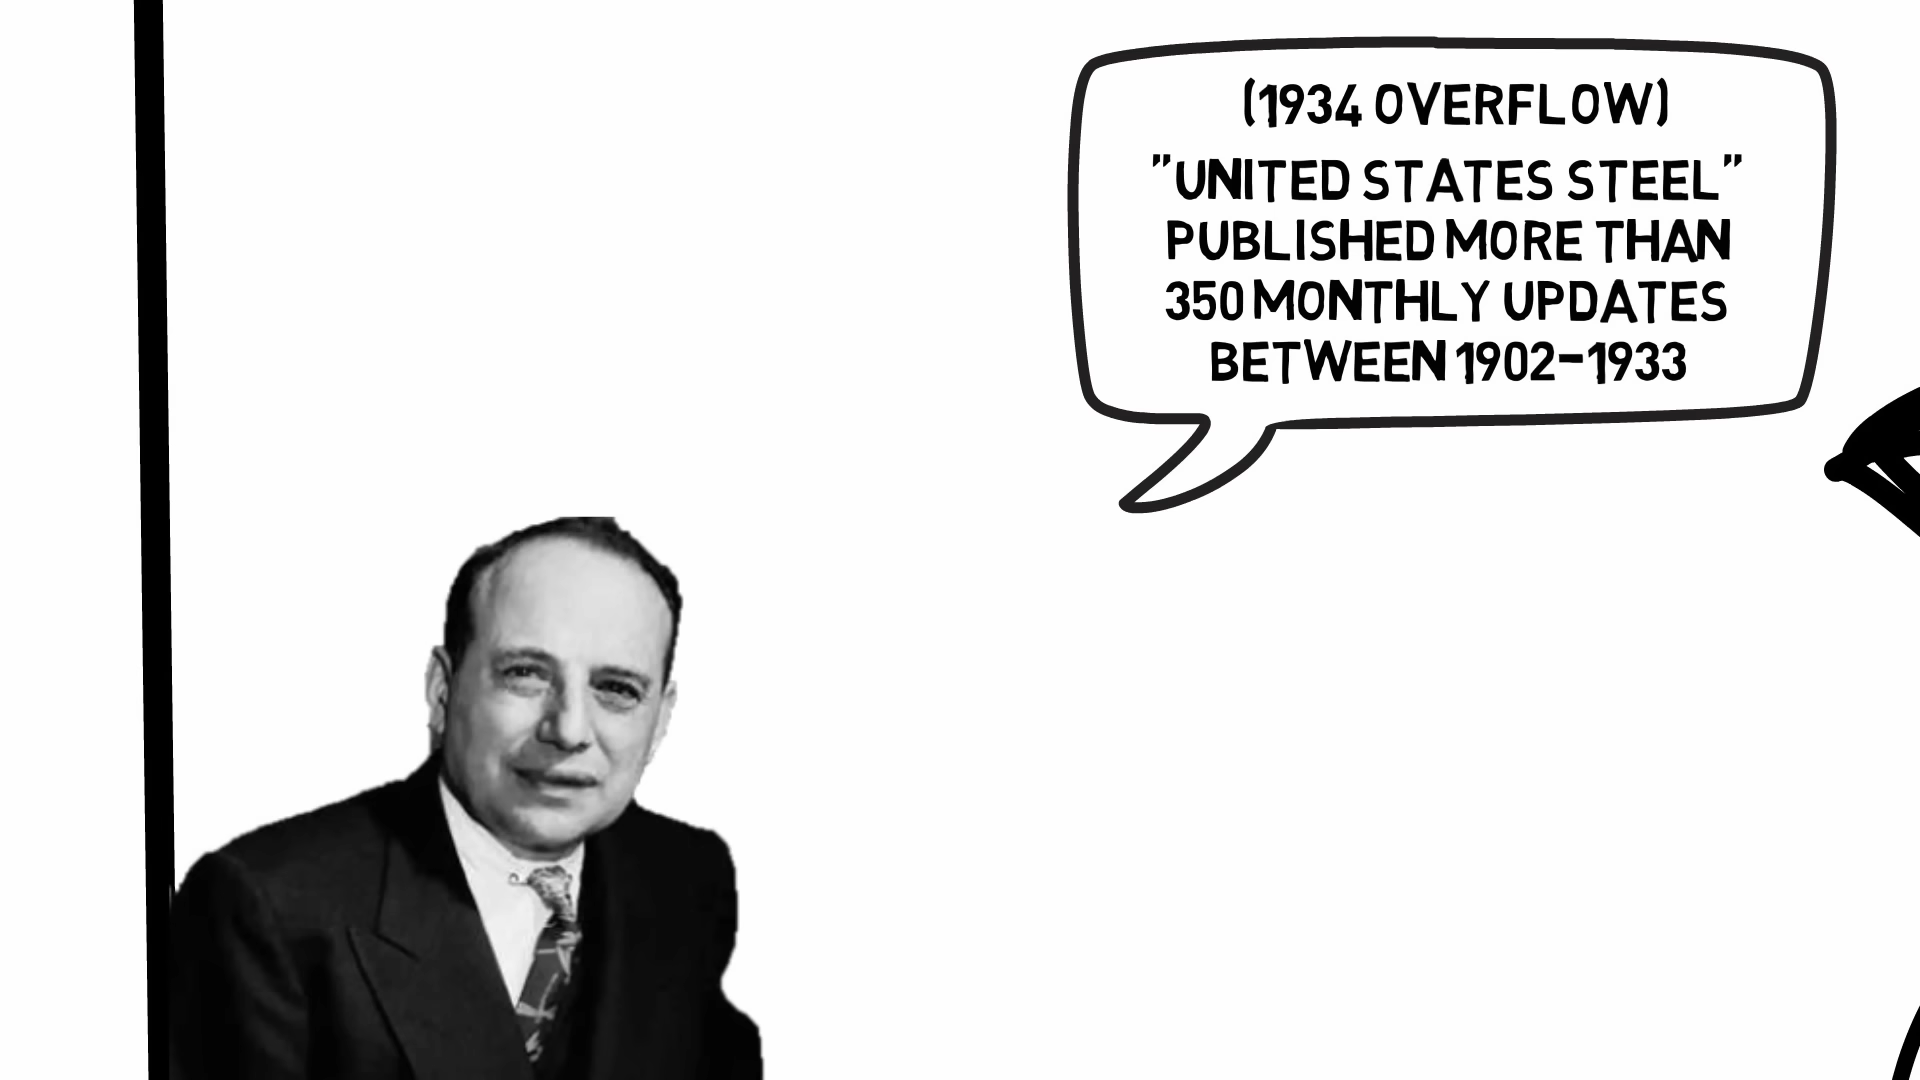 (1934 OVERFLOW)
"UNITED STATES STEEL"
PUBLISHED MORE THAN
350 MONTHLY UPDATES
BETWEEN 1902-1933